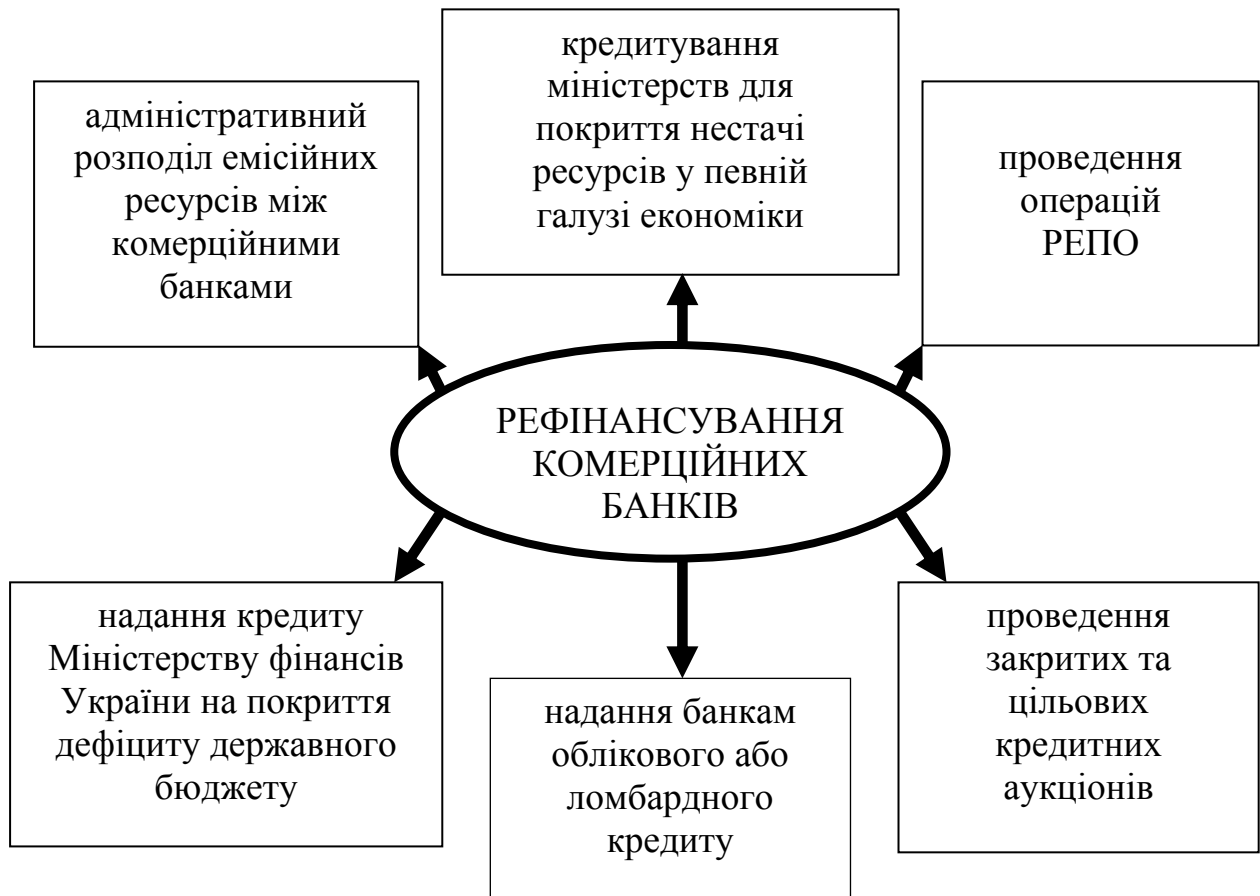 адміністративний
розподіл емісійних
ресурсів між
комерційними
банками
кредитування
міністерств для
покриття нестачі
ресурсів у певній
галузі економіки
проведення
операцій
РЕПО
РЕФІНАНСУВАННЯ
КОМЕРЦІЙНИХ
БАНКІВ
надання кредиту
Міністерству фінансів
України на покриття
дефіциту державного
бюджету
надання банкам
облікового або
ломбардного
кредиту
проведення
закритих та
цільових
кредитних
аукціонів